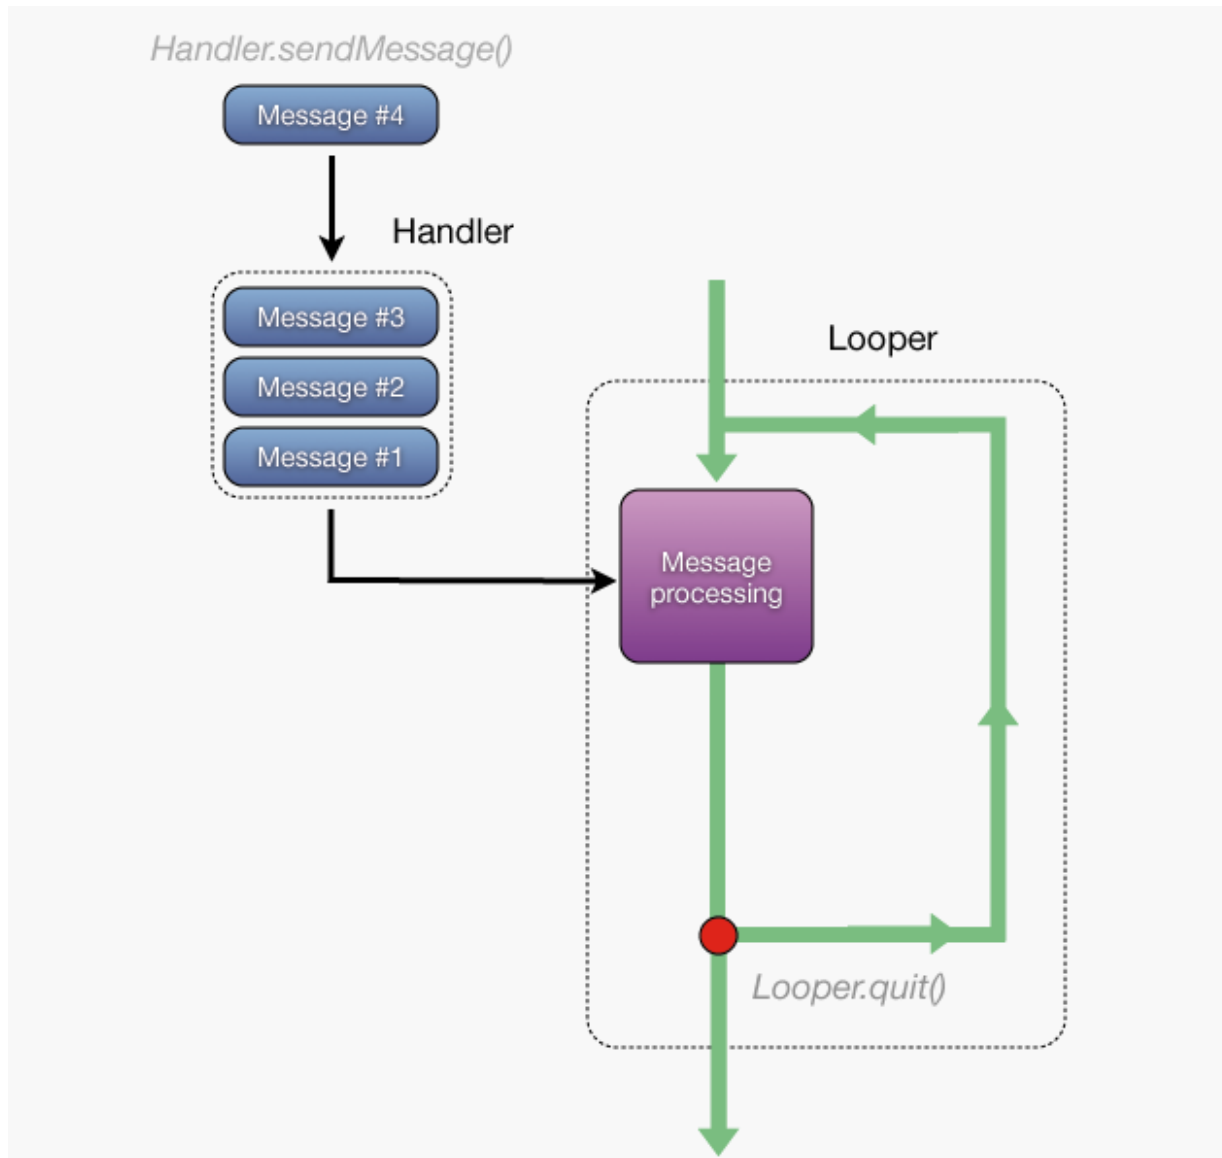 Handler.sendMessage()
Message #4
Handler
Message #3
Message #2
Message #1
Looper
Message
processing
Looper.quit()